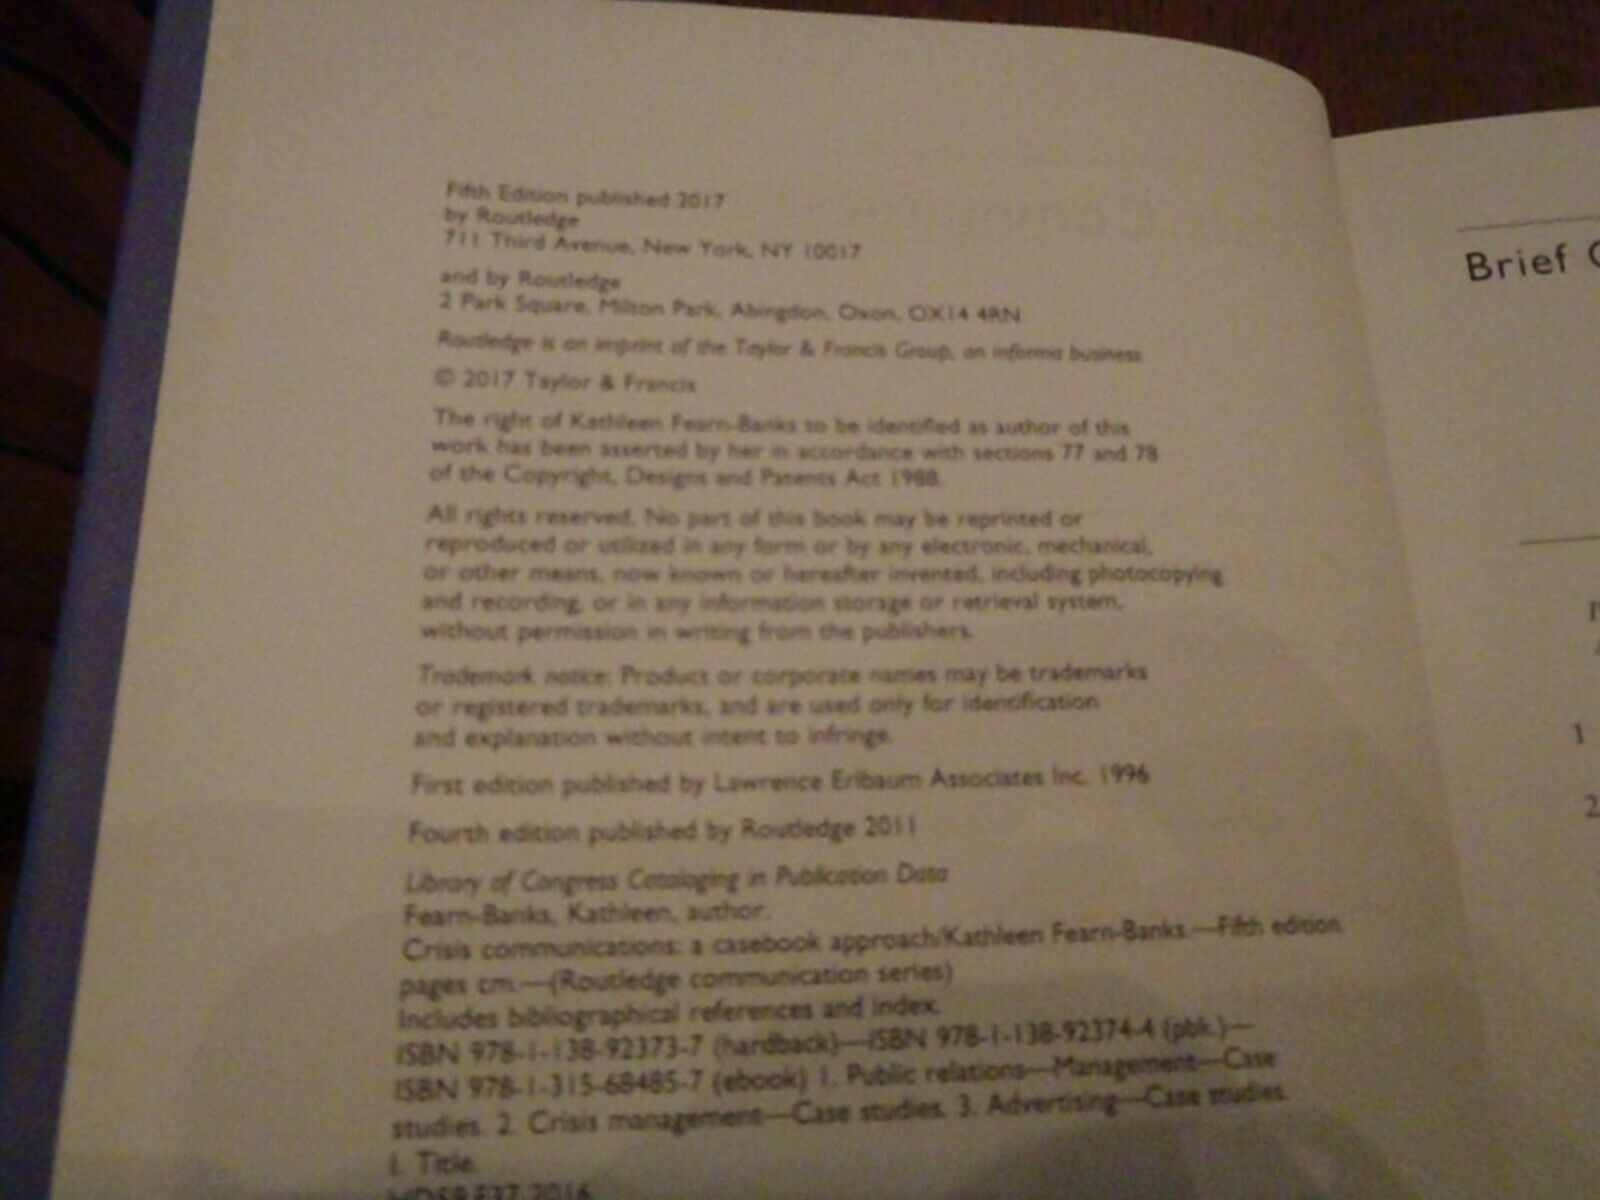 Fifth Edition published 2017
by Routledge
711 Third Avenue, New York, NY 10017
and by Routledge
2 Park Square, Milton Park, Abingdon, Oxon, OX14 4RN
Routledge is an imprint of the Taylor & Francis Group, an informa business
© 2017 Taylor & Francis
The right of Kathleen Fearn-Banks to be identified as author of this
work has been asserted by her in accordance with sections 77 and 78
of the Copyright, Designs and Patents Act 1988.
All rights reserved. No part of this book may be reprinted or
reproduced or utilized in any form or by any electronic, mechanical,
or other means, now known or hereafter invented, including photocopying
and recording, or in any information storage or retrieval system,
without permission in writing from the publishers.
Trademark notice: Product or corporate names may be trademarks
or registered trademarks, and are used only for identification
and explanation without intent to infringe.
First edition published by Lawrence Erlbaum Associates Inc. 1996
Fourth edition published by Routledge 2011
Library of Congress Cataloging in Publication Data
Fearn-Banks, Kathleen, author.
Crisis communications: a casebook approach/Kathleen Fearn-Banks.—Fifth edition.
pages cm.—(Routledge communication series)
Includes bibliographical references and index.
ISBN 978-1-138-92373-7 (hardback)—ISBN 978-1-138-92374-4 (pbk.)—
ISBN 978-1-315-68485-7 (ebook) 1. Public relations—Management—Case
studies. 2. Crisis management—Case studies. 3. Advertising—Case studies.
I. Title.
Brief
1
2